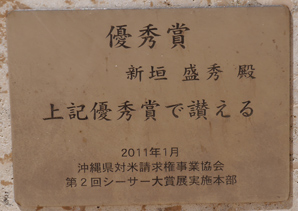 優秀賞
新垣 盛秀 殿
上記優秀賞で讃える
2011年1月
沖縄県対米請求権事業協会
第2回シーサー大賞展実施本部